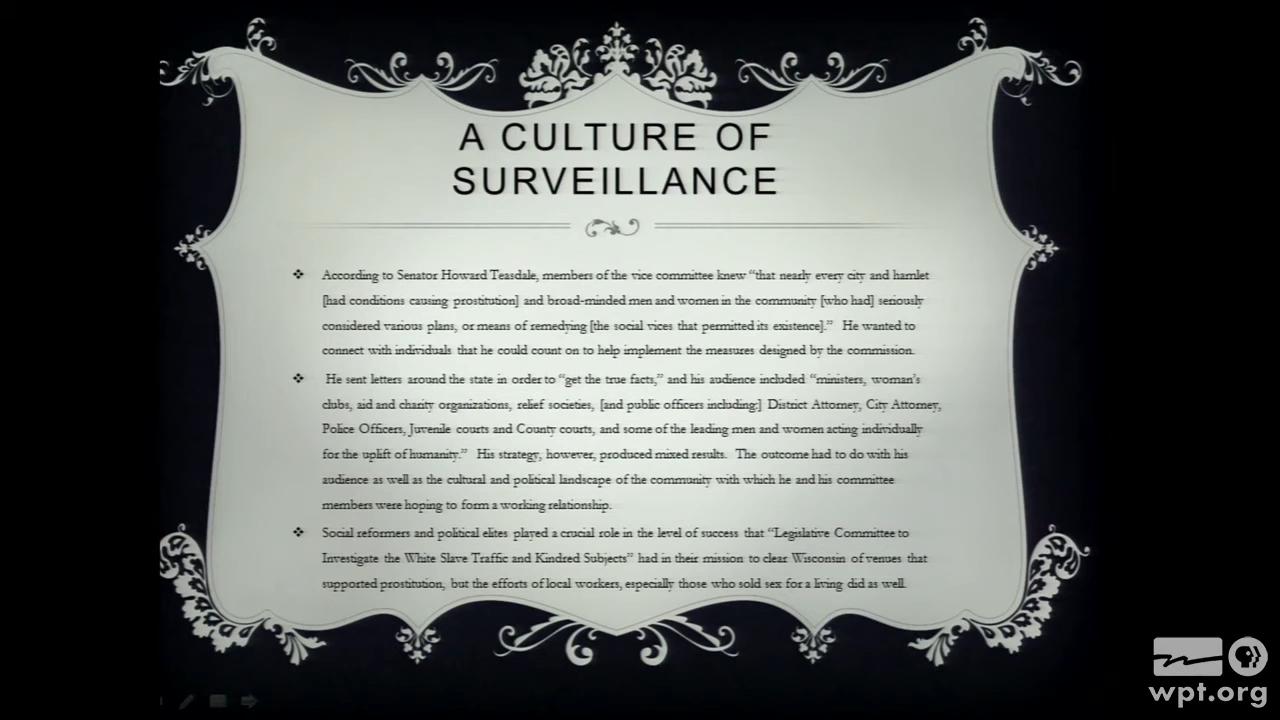 A CULTURE OF
SURVEILLANCE
❖ According to Senator Howard Teasdale, members of the vice committee knew “that nearly every city and hamlet
[had conditions causing prostitution] and broad-minded men and women in the community [who had] seriously
considered various plans, or means of remedying [the social vices that permitted its existence].” He wanted to
connect with individuals that he could count on to help implement the measures designed by the commission.
❖ He sent letters around the state in order to “get the true facts,” and his audience included “ministers, woman’s
clubs, aid and charity organizations, relief societies, [and public officers including:] District Attorney, City Attorney,
Police Officers, Juvenile courts and County courts, and some of the leading men and women acting individually
for the uplift of humanity.” His strategy, however, produced mixed results. The outcome had to do with his
audience as well as the cultural and political landscape of the community with which he and his committee
members were hoping to form a working relationship.
❖ Social reformers and political elites played a crucial role in the level of success that “Legislative Committee to
Investigate the White Slave Traffic and Kindred Subjects” had in their mission to clear Wisconsin of venues that
supported prostitution, but the efforts of local workers, especially those who sold sex for a living did as well.
wpt.org